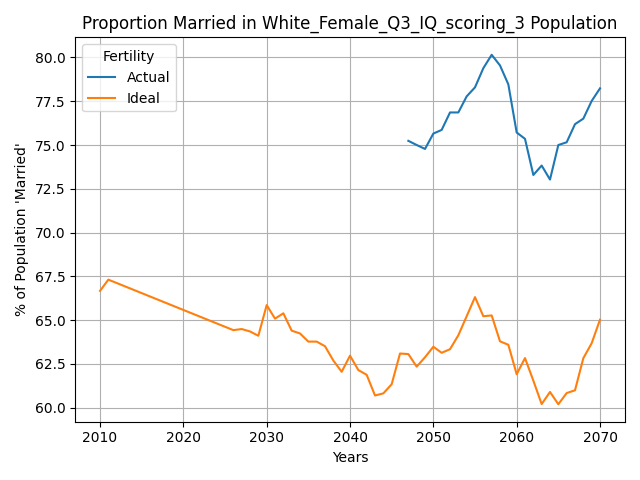 Proportion Married in White_Female_Q3_IQ_scoring_3 Population
Fertility
Actual
Ideal
% of Population 'Married'
80.0
77.5
75.0
72.5
70.0
67.5
65.0
62.5
60.0
2010 2020 2030 2040 2050 2060 2070
Years